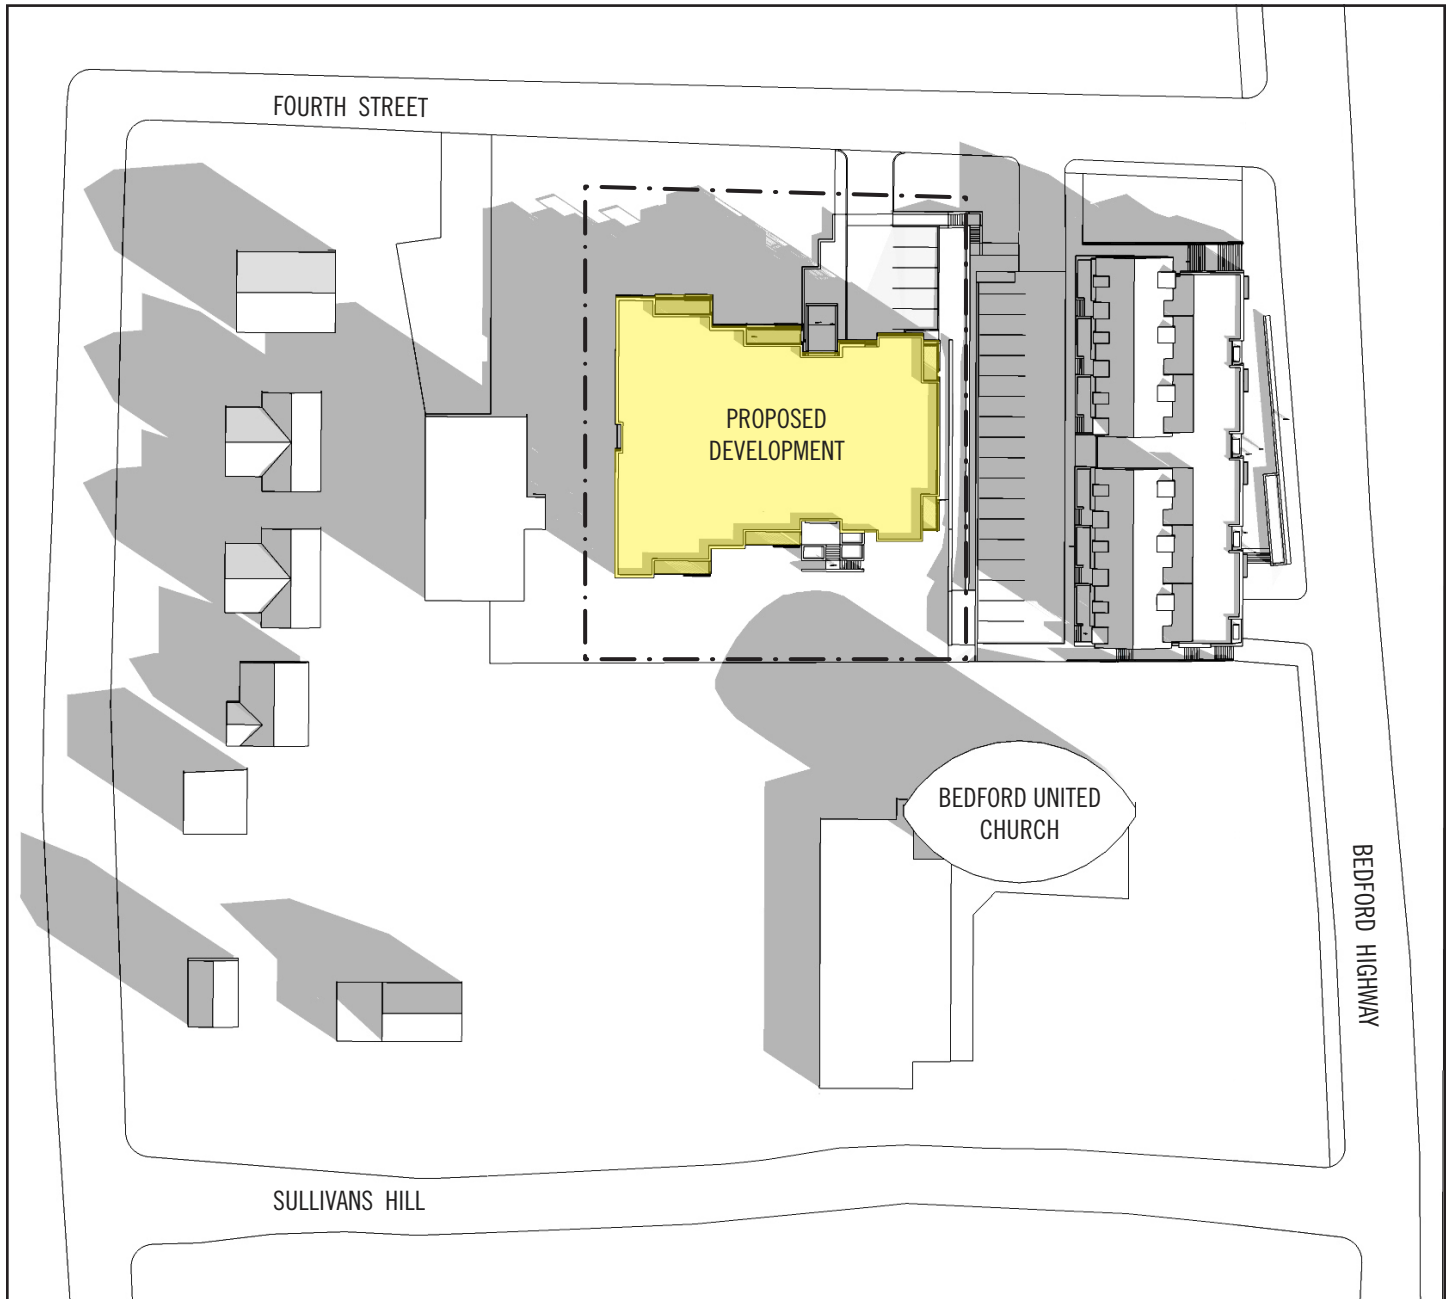 FOURTH STREET
PROPOSED
DEVELOPMENT
BEDFORD UNITED
CHURCH
BEDFORD HIGHWAY
SULLIVANS HILL